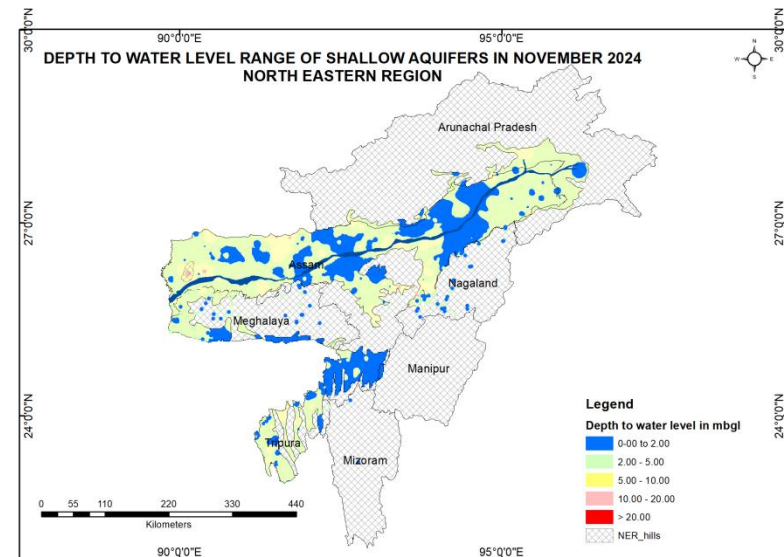 90°0'0"E 95°0'0"E
30°0'0"N 30°0'0"N
DEPTH TO WATER LEVEL RANGE OF SHALLOW AQUIFERS IN NOVEMBER 2024
NORTH EASTERN REGION
N
W E
S
Arunachal Pradesh
27°0'0"N 27°0'0"N
Assam
Nagaland
Meghalaya
Manipur
24°0'0"N 24°0'0"N
Tripura
Mizoram
Legend
Depth to water level in mbgl
0-00 to 2.00
2.00 - 5.00
5.00 - 10.00
10.00 - 20.00
> 20.00
NER_hills
0 55 110 220 330 440
Kilometers
90°0'0"E 95°0'0"E